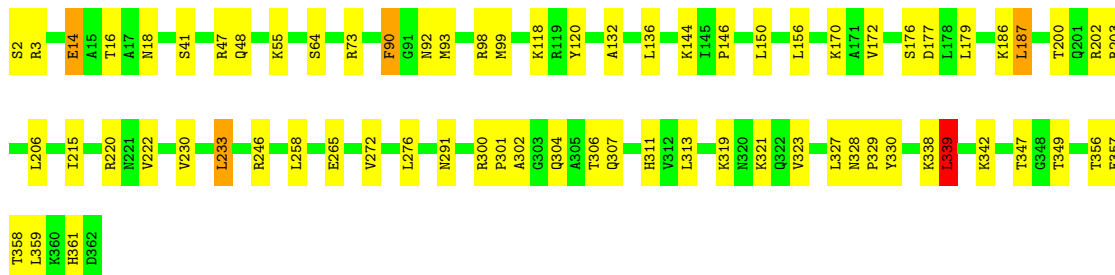 S2 R3 E14 A15 T16 A17 N18 S41 R47 Q48 K55 S64 R73 F90 G91 N92 M93 R98 M99 K118 R119 Y120 A132 L136 K144 I145 P146 L150 L156 K170 A171 V172 S176 D177 L178 L179 K186 L187 T200 Q201 R202
L206 I215 R220 N221 V222 V230 L233 R246 L258 E265 V272 L276 N291 R300 P301 A302 G303 Q304 A305 T306 Q307 H311 V312 L313 K319 N320 K321 Q322 V323 L327 N328 P329 Y330 K338 L339 K342 T347 G348 T349 T356
T358 L359 K360 H361 D362